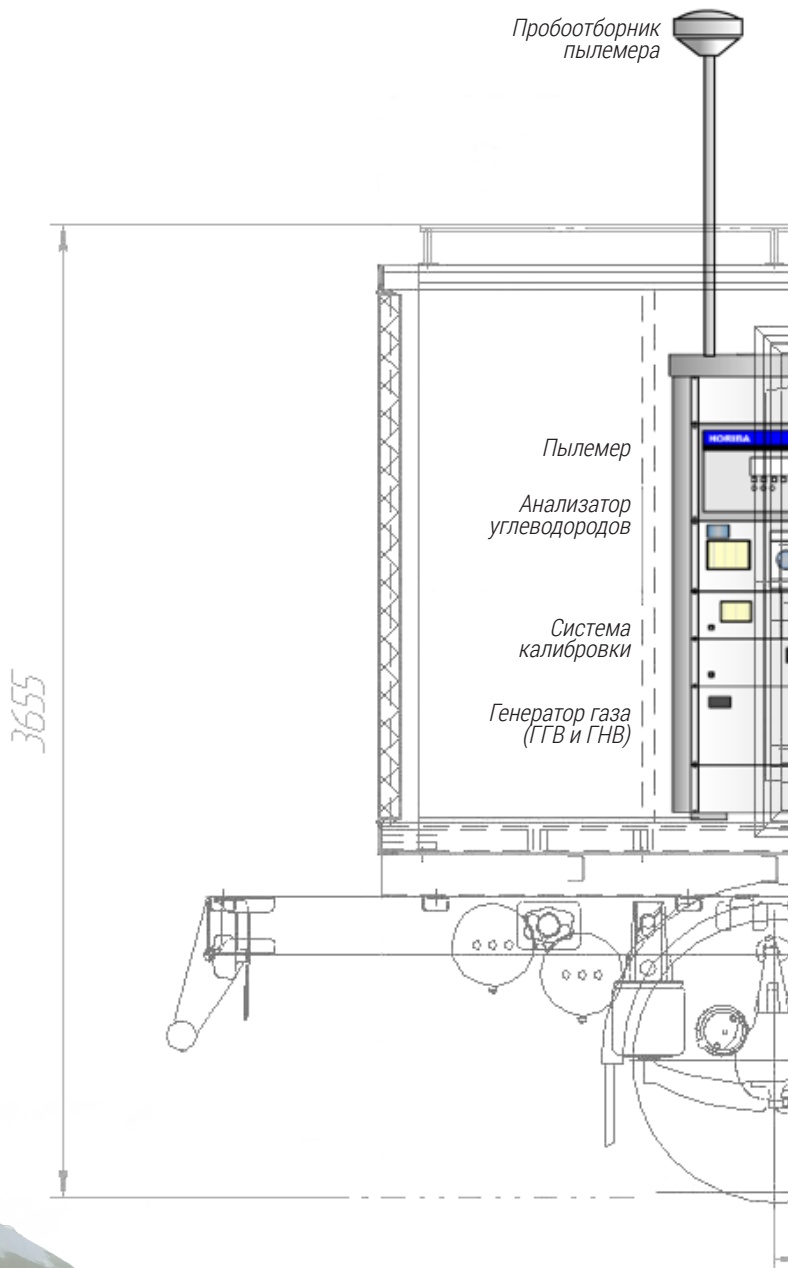 Пробоотборник
пылемера
HORIBA
Пылемер
Анализатор
углеводородов
Система
калибровки
Генератор газа
(ГГВ и ГНВ)
3655